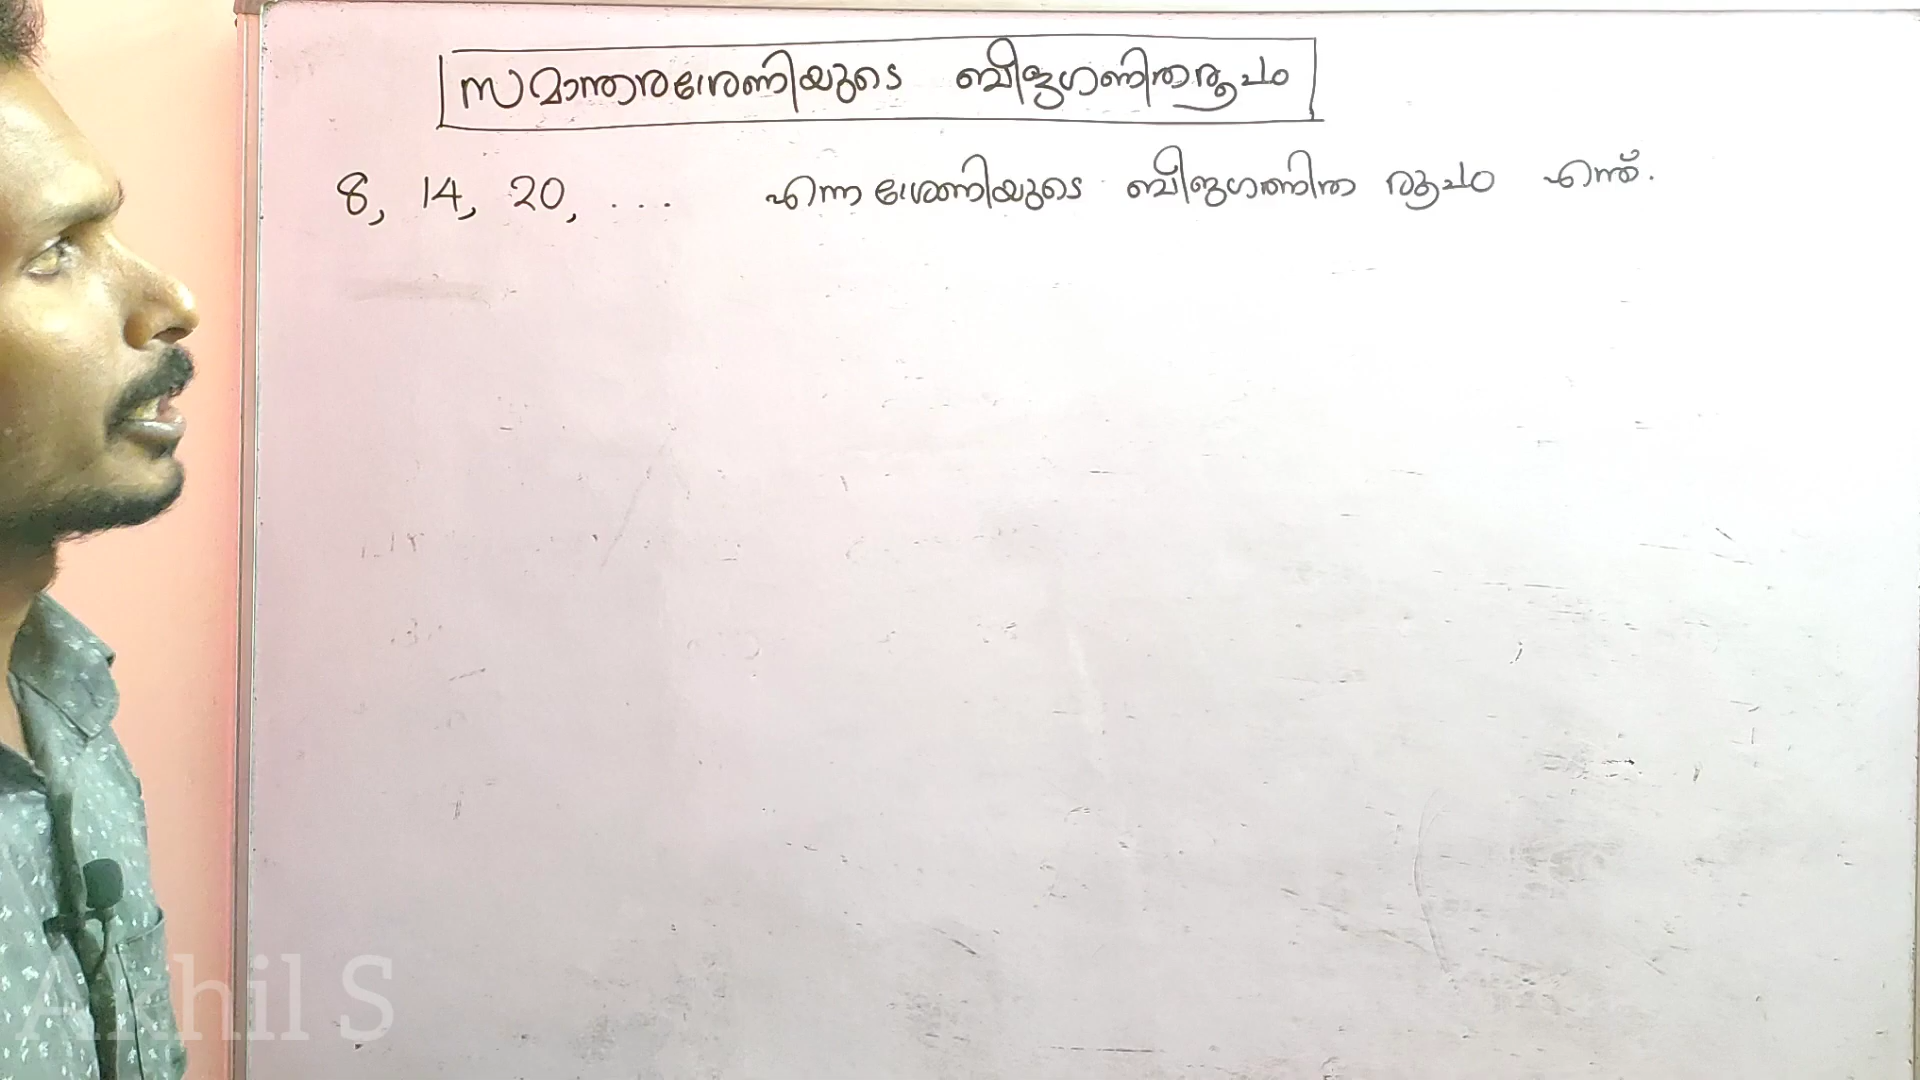 സമാന്തരശ്രേണിയുടെ ബീജഗണിതരൂപം
8, 14, 20, ... എന്ന ശ്രേണിയുടെ ബീജഗണിത രൂപം എന്ത്.
Akhil S